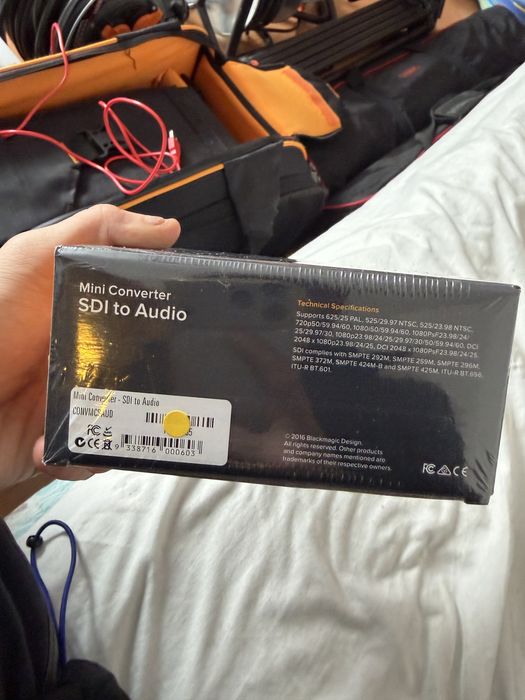 Mini Converter
SDI to Audio
Technical Specifications
Supports 625/25 PAL, 525/29.97 NTSC, 525/23.98 NTSC,
720p50/59.94/60, 1080i50/59.94/60, 1080PsF23.98/24/
25/29.97/30, 1080p23.98/24/25/29.97/30/50/59.94/60, DCI
2048 x 1080p23.98/24/25, DCI 2048 x 1080PsF23.98/24/25
SDI complies with SMPTE 292M, SMPTE 259M, SMPTE 296M,
SMPTE 372M, SMPTE 424M-B and SMPTE 425M, ITU-R BT.656,
ITU-R BT.601.
Mini Converter - SDI to Audio
CONVMCSAUD
FC
CE
9 338716 000603
© 2016 Blackmagic Design.
All rights reserved. Other products
and company names mentioned are
trademarks of their respective owners.
FC CE